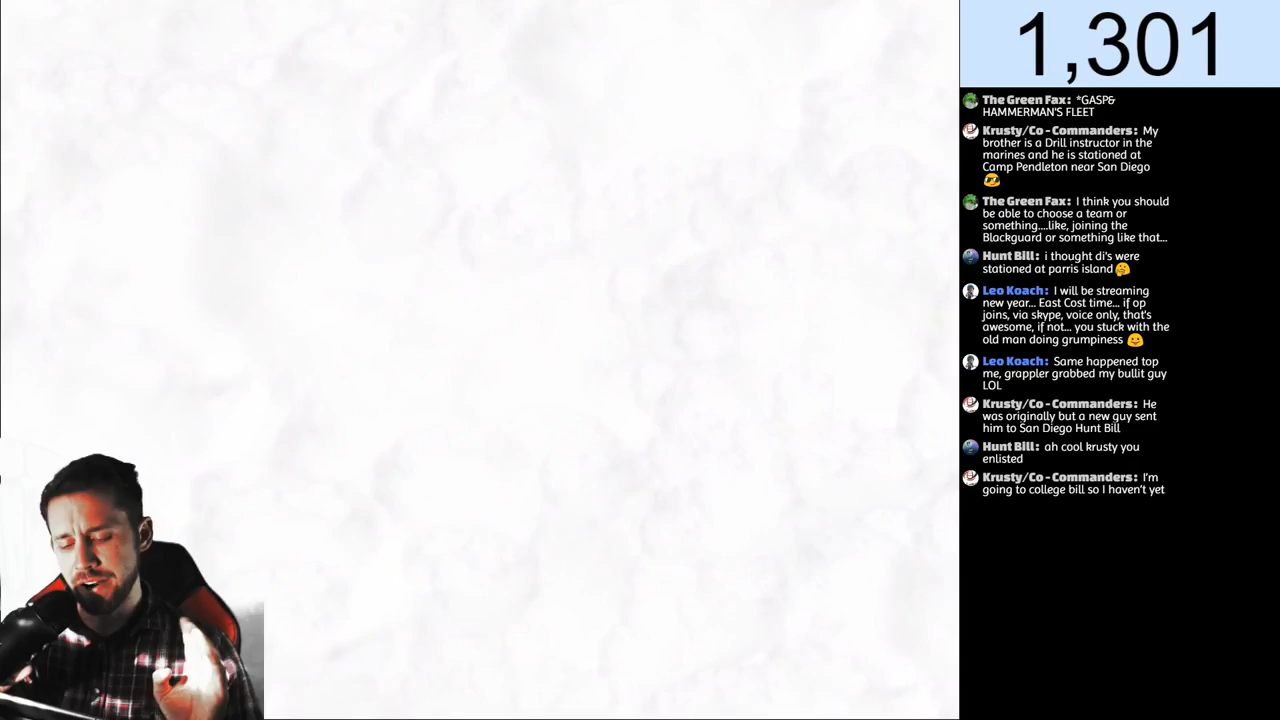 1,301
The Green Fax: *GASP&
HAMMERMAN'S FLEET
Krusty/Co-Commanders: My
brother is a Drill instructor in the
marines and he is stationed at
Camp Pendleton near San Diego
The Green Fax: I think you should
be able to choose a team or
something....like, joining the
Blackguard or something like that...
Hunt Bill: i thought di's were
stationed at parris island
Leo Koach: I will be streaming
new year... East Cost time... if op
joins, via skype, voice only, that's
awesome, if not... you stuck with the
old man doing grumpiness
Leo Koach: Same happened top
me, grappler grabbed my bullit guy
LOL
Krusty/Co-Commanders: He
was originally but a new guy sent
him to San Diego Hunt Bill
Hunt Bill: ah cool krusty you
enlisted
Krusty/Co-Commanders: I'm
going to college bill so I haven't yet